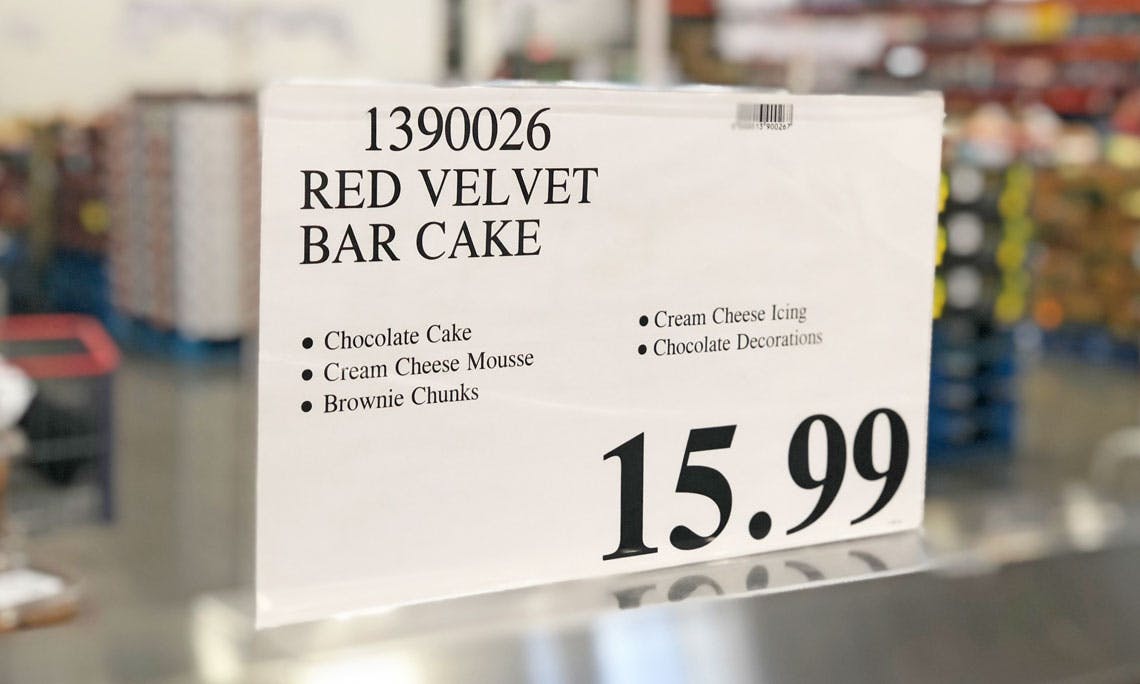 1390026
RED VELVET
BAR CAKE
• Chocolate Cake
• Cream Cheese Mousse
• Brownie Chunks
• Cream Cheese Icing
• Chocolate Decorations
15.99